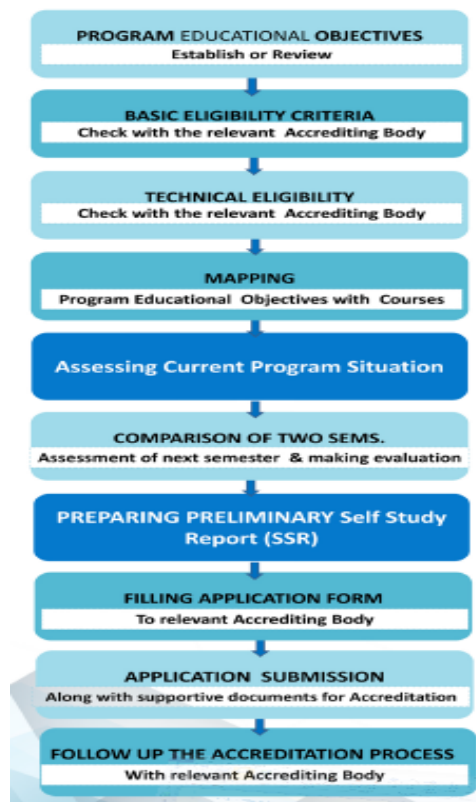 PROGRAM EDUCATIONAL OBJECTIVES
Establish or Review
BASIC ELIGIBILITY CRITERIA
Check with the relevant Accrediting Body
TECHNICAL ELIGIBILITY
Check with the relevant Accrediting Body
MAPPING
Program Educational Objectives with Courses
Assessing Current Program Situation
COMPARISON OF TWO SEMS.
Assessment of next semester & making evaluation
PREPARING PRELIMINARY Self Study
Report (SSR)
FILLING APPLICATION FORM
To relevant Accrediting Body
APPLICATION SUBMISSION
Along with supportive documents for Accreditation
FOLLOW UP THE ACCREDITATION PROCESS
With relevant Accrediting Body